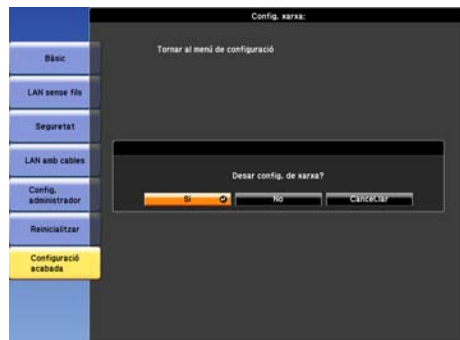 Config. xarxa:
Tornar al menú de configuració
Bàsic
LAN sense fils
Seguretat
LAN amb cables
Config.
administrador
Reinicialitzar
Configuració
acabada
Desar config. de xarxa?
Sí No Cancel.lar